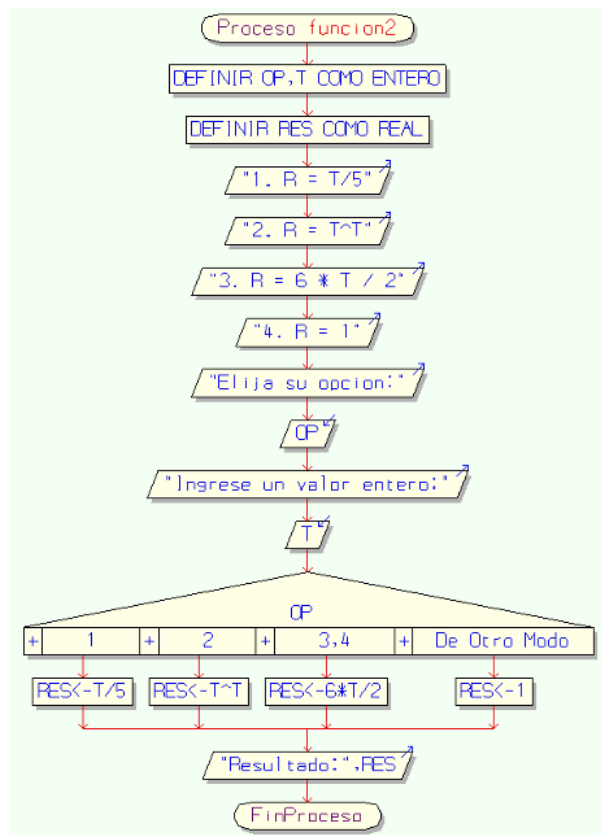 Proceso funcion2
DEFINIR OP,T COMO ENTERO
DEFINIR RES COMO REAL
"1. R = T/5"
"2. R = T^T"
"3. R = 6 * T / 2"
"4. R = 1"
"Elija su opcion:"
OP
"Ingrese un valor entero:"
T
OP
+ 1 + 2 + 3,4 + De Otro Modo
RES<-T/5 RES<-T^T RES<-6*T/2 RES<-1
"Resultado:",RES
FinProceso